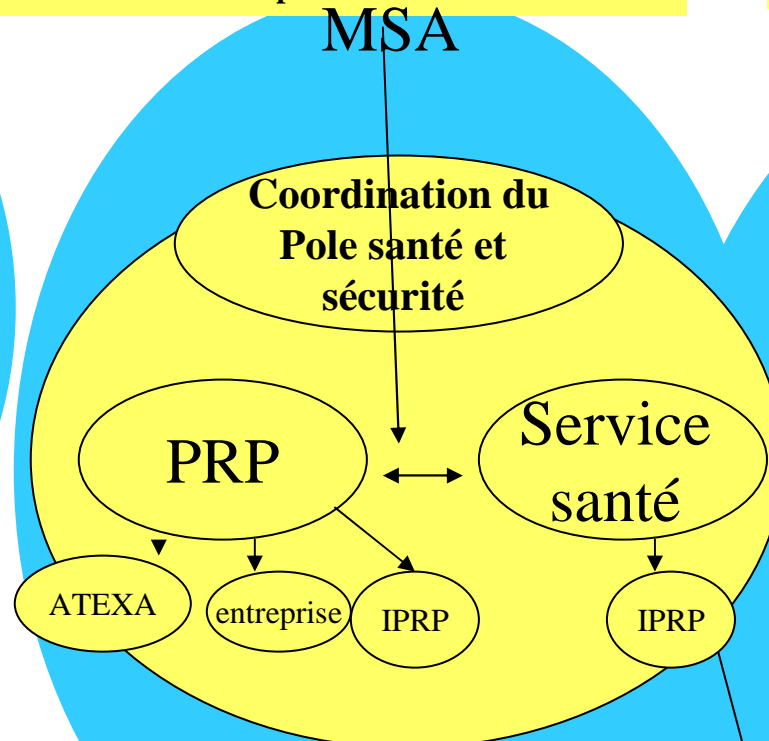 MSA
Coordination du
Pole santé et
sécurité
PRP
Service
santé
ATEXA
entreprise
IPRP
IPRP